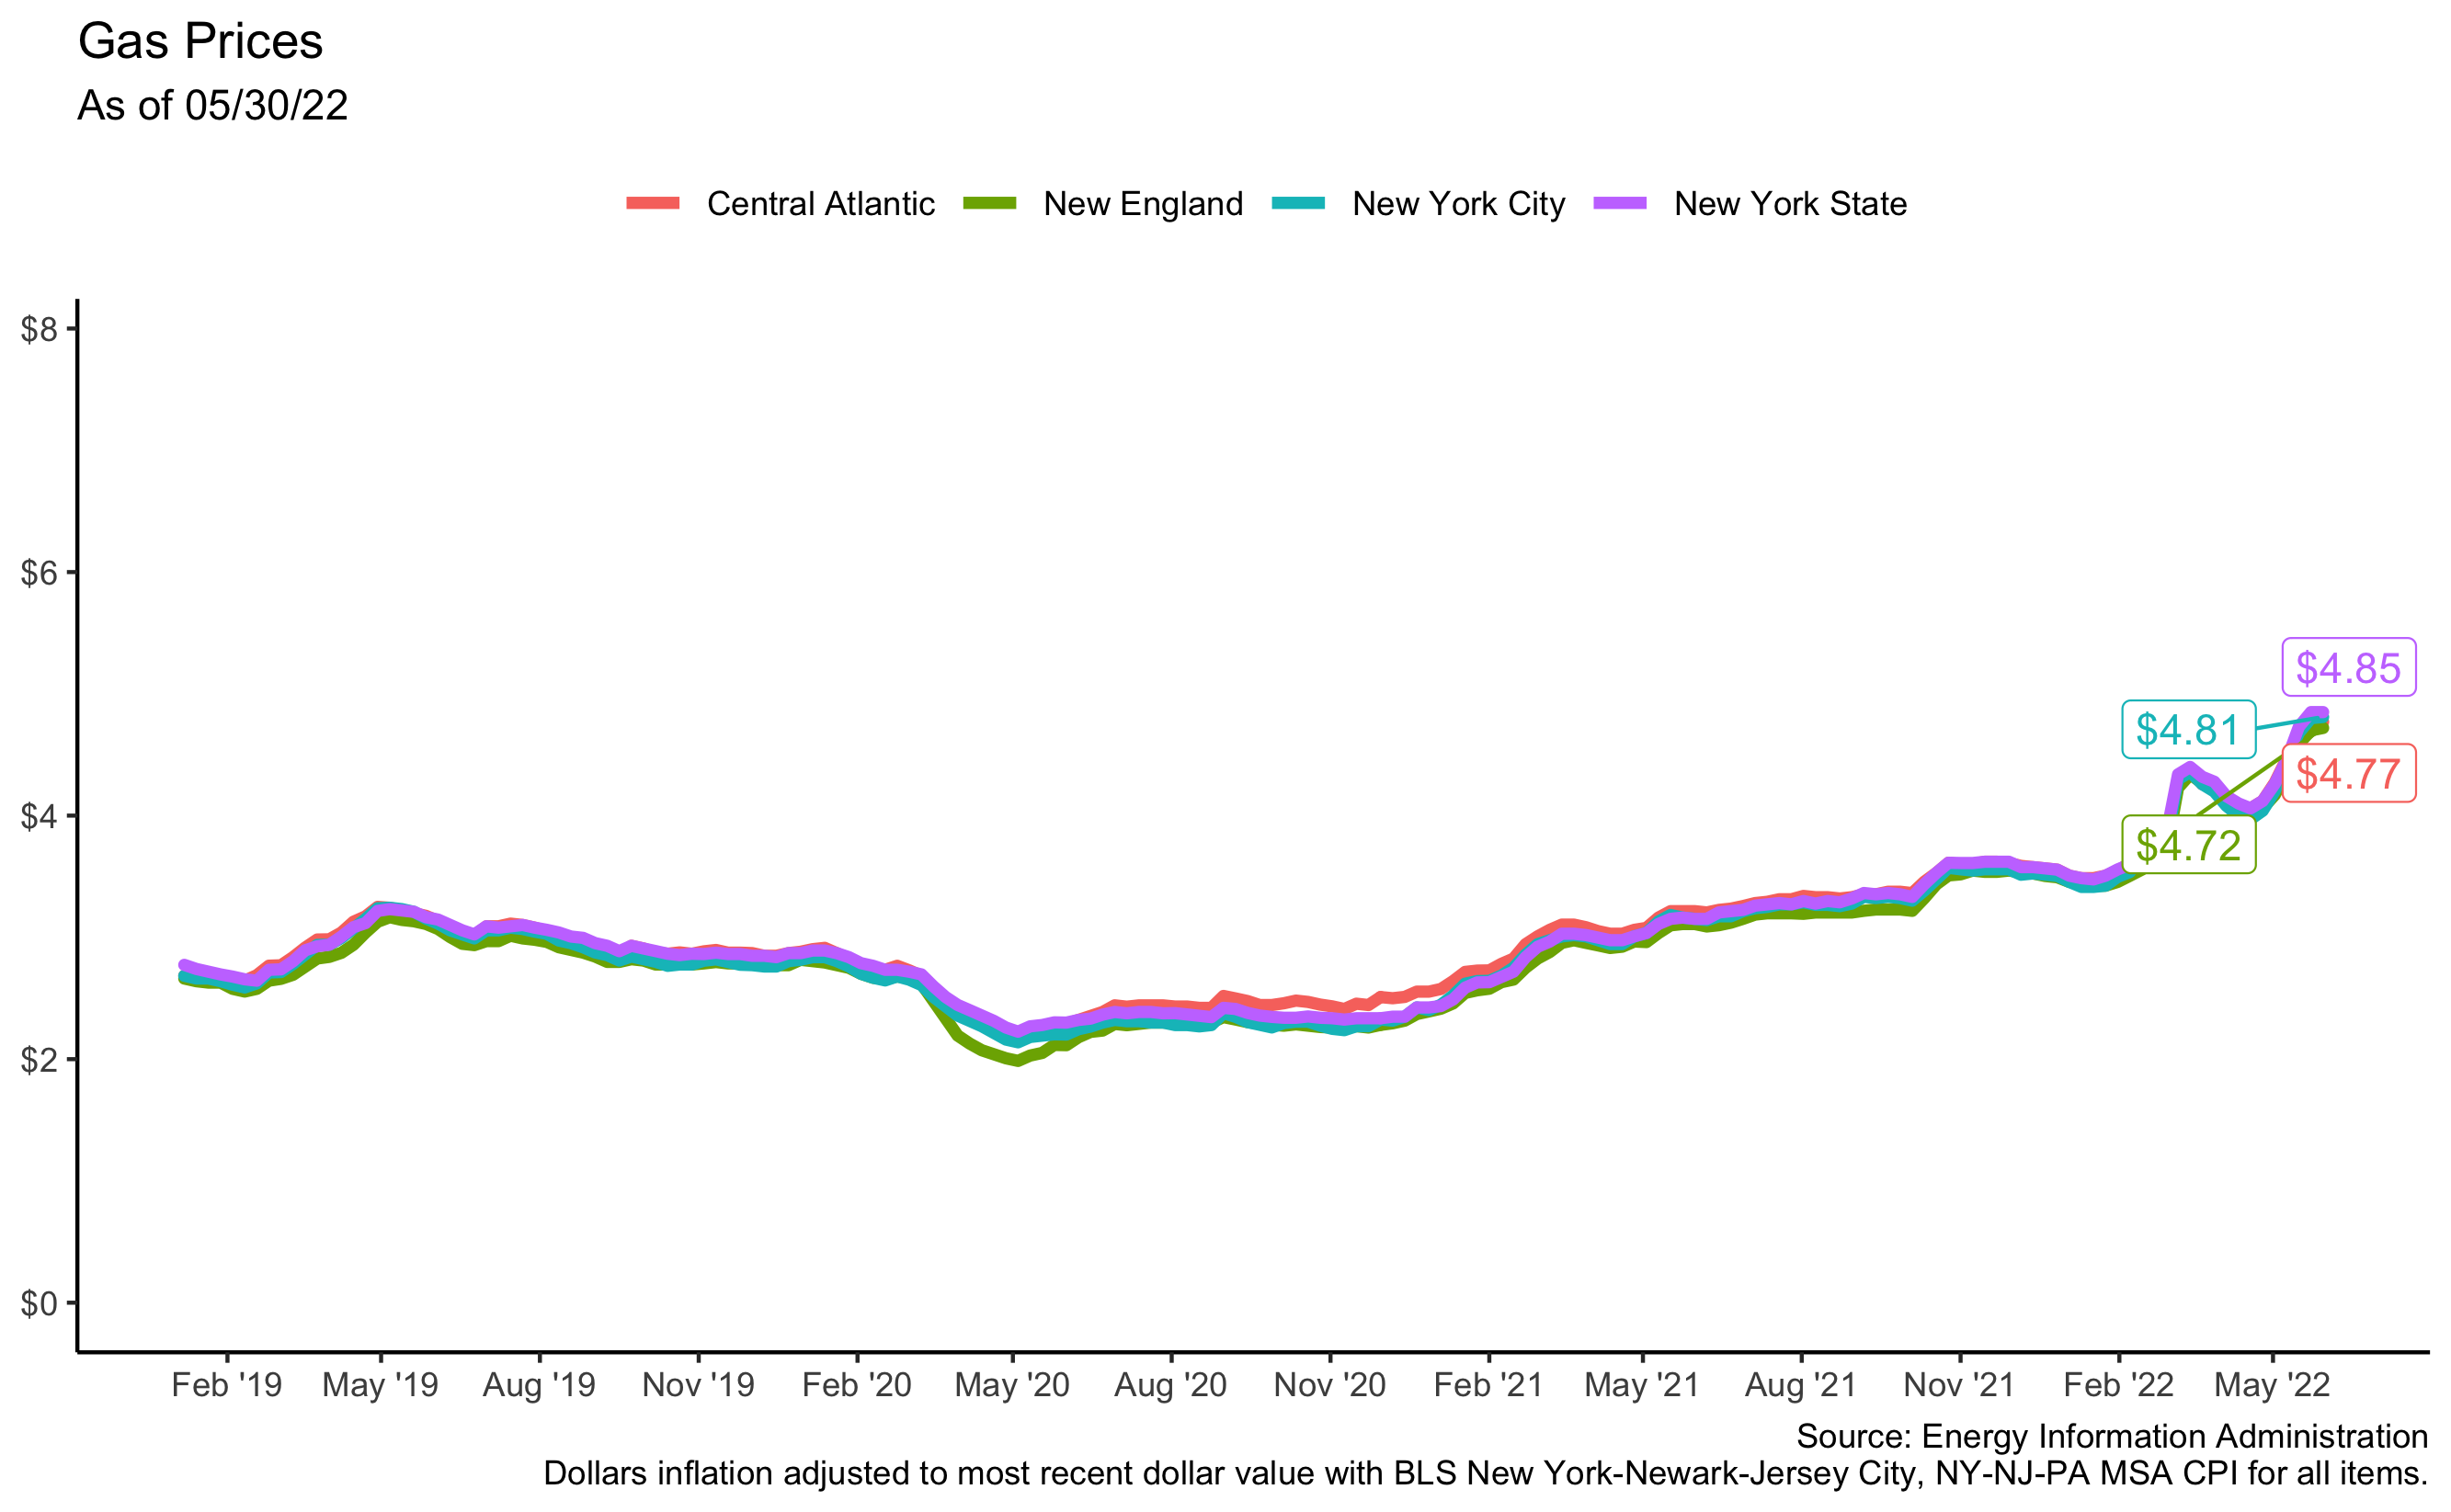 Gas Prices
As of 05/30/22
Central Atlantic New England New York City New York State
$8
$6
$4
$2
$0
$4.85
$4.81
$4.77
$4.72
Feb '19 May '19 Aug '19 Nov '19 Feb '20 May '20 Aug '20 Nov '20 Feb '21 May '21 Aug '21 Nov '21 Feb '22 May '22
Source: Energy Information Administration
Dollars inflation adjusted to most recent dollar value with BLS New York-Newark-Jersey City, NY-NJ-PA MSA CPI for all items.